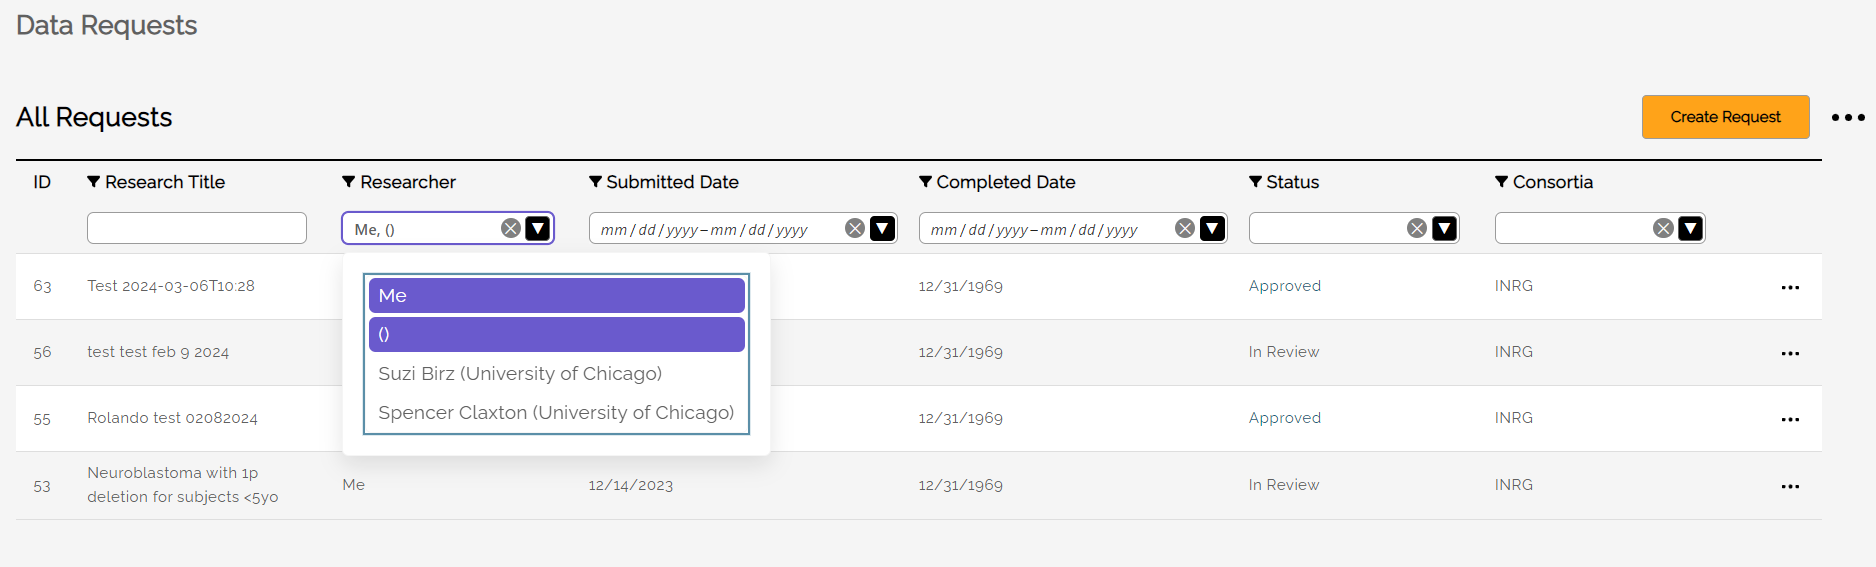 Data Requests
All Requests
Create Request
ID Research Title Researcher Submitted Date Completed Date Status Consortia
Me, () mm/dd/yyyy–mm/dd/yyyy mm/dd/yyyy–mm/dd/yyyy
63 Test 2024-03-06T10:28 12/31/1969 Approved INRG
Me
()
56 test test feb 9 2024 12/31/1969 In Review INRG
Suzi Birz (University of Chicago)
Spencer Claxton (University of Chicago)
55 Rolando test 02082024 12/31/1969 Approved INRG
53 Neuroblastoma with 1p
deletion for subjects <5yo Me 12/14/2023 12/31/1969 In Review INRG